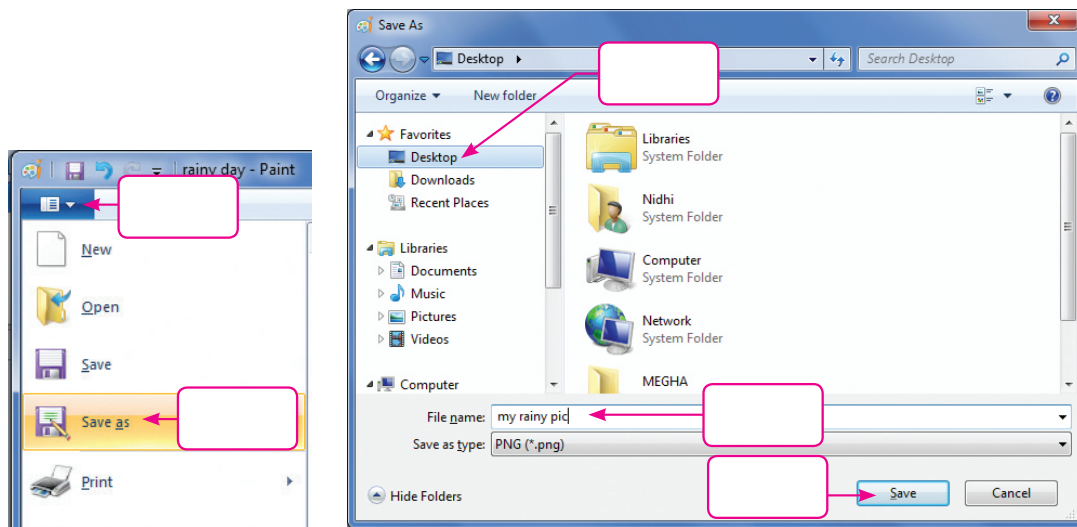 rainy day - Paint
New
Open
Save
Save as
Print
Save As
Desktop
Search Desktop
Organize
New folder
Favorites
Desktop
Downloads
Recent Places
Libraries
Documents
Music
Pictures
Videos
Computer
Libraries
System Folder
Nidhi
System Folder
Computer
System Folder
Network
System Folder
MEGHA
File name: my rainy pic
Save as type: PNG (*.png)
Hide Folders
Save
Cancel